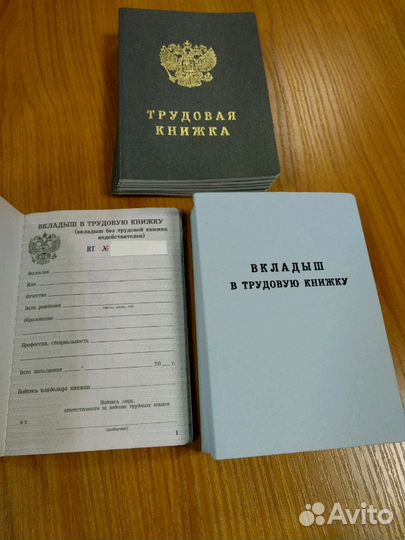 ТРУДОВАЯ
КНИЖКА
ВКЛАДЫШ В ТРУДОВУЮ КНИЖКУ
(вкладыш без трудовой книжки
недействителен)
ВТ №
Фамилия
Имя
Отчество
Дата рождения
(число, месяц, год)
Образование
Профессия, специальность
Дата заполнения 20 г.
Подпись владельца книжки
Подпись лица,
ответственного за ведение трудовых книжек
(разборчиво)
1
ВКЛАДЫШ
В ТРУДОВУЮ КНИЖКУ
Avito